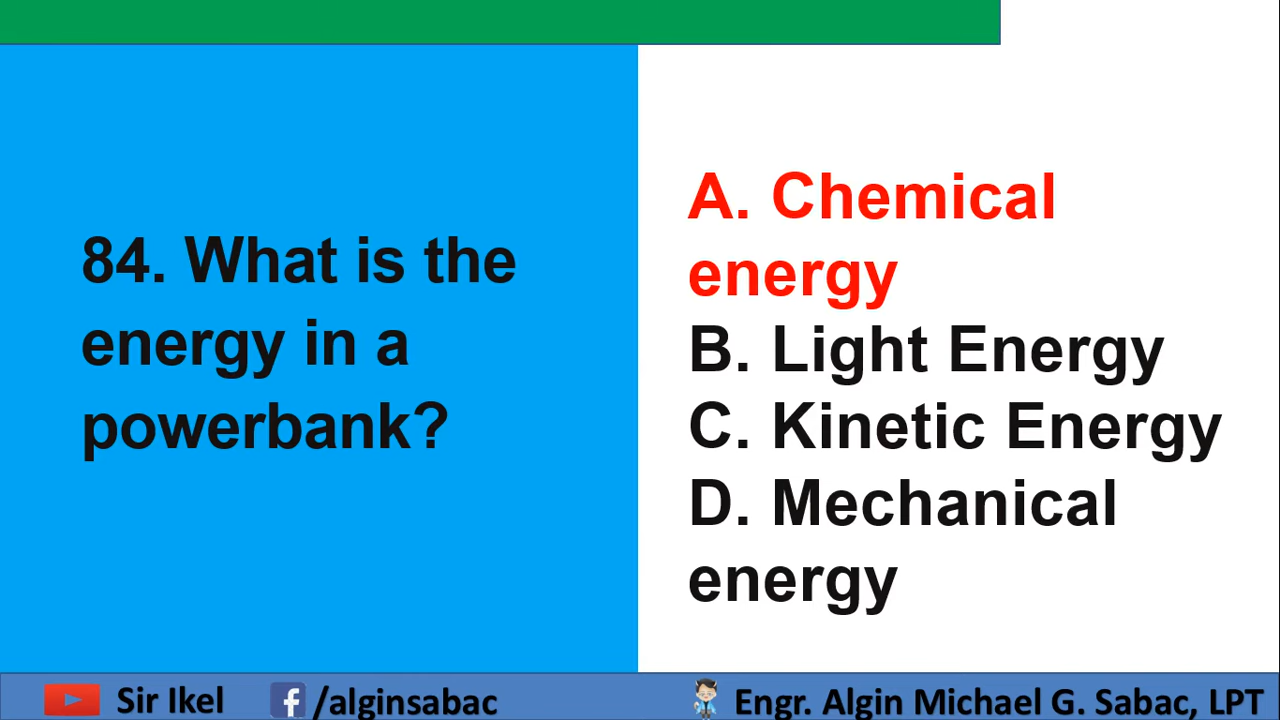 84. What is the
energy in a
powerbank?
A. Chemical
energy
B. Light Energy
C. Kinetic Energy
D. Mechanical
energy
Sir Ikel
/alginsabac
Engr. Algin Michael G. Sabac, LPT